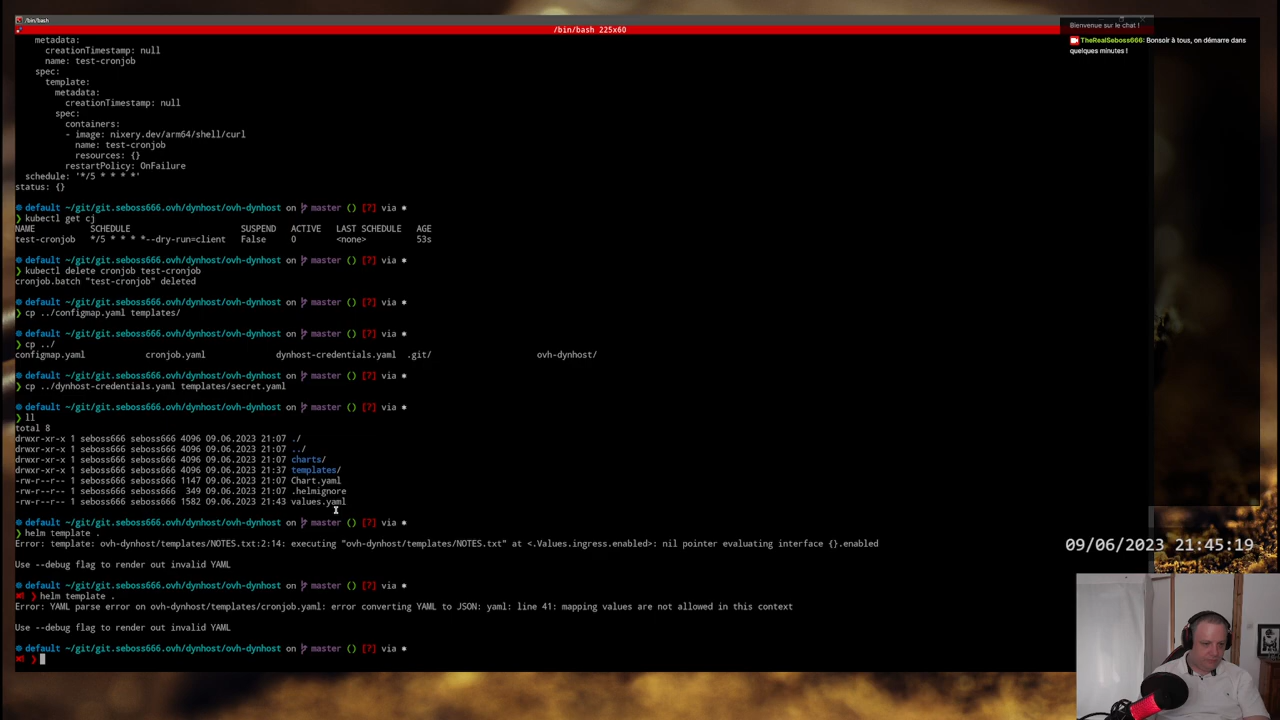 /bin/bash
/bin/bash 225x60
metadata:
creationTimestamp: null
name: test-cronjob
spec:
template:
metadata:
creationTimestamp: null
spec:
containers:
- image: nixery.dev/arm64/shell/curl
name: test-cronjob
resources: {}
restartPolicy: OnFailure
schedule: '*/5 * * * *'
status: {}
default ~/git/git.seboss666.ovh/dynhost/ovh-dynhost on master () [?] via
❯ kubectl get cj
NAME SCHEDULE SUSPEND ACTIVE LAST SCHEDULE AGE
test-cronjob */5 * * * *--dry-run=client False 0 <none> 53s
default ~/git/git.seboss666.ovh/dynhost/ovh-dynhost on master () [?] via
❯ kubectl delete cronjob test-cronjob
cronjob.batch "test-cronjob" deleted
default ~/git/git.seboss666.ovh/dynhost/ovh-dynhost on master () [?] via
❯ cp ../configmap.yaml templates/
default ~/git/git.seboss666.ovh/dynhost/ovh-dynhost on master () [?] via
❯ cp ../
configmap.yaml cronjob.yaml dynhost-credentials.yaml .git/ ovh-dynhost/
default ~/git/git.seboss666.ovh/dynhost/ovh-dynhost on master () [?] via
❯ cp ../dynhost-credentials.yaml templates/secret.yaml
default ~/git/git.seboss666.ovh/dynhost/ovh-dynhost on master () [?] via
❯ ll
total 8
drwxr-xr-x 1 seboss666 seboss666 4096 09.06.2023 21:07 ./
drwxr-xr-x 1 seboss666 seboss666 4096 09.06.2023 21:07 ../
drwxr-xr-x 1 seboss666 seboss666 4096 09.06.2023 21:07 charts/
drwxr-xr-x 1 seboss666 seboss666 4096 09.06.2023 21:37 templates/
-rw-r--r-- 1 seboss666 seboss666 1147 09.06.2023 21:07 Chart.yaml
-rw-r--r-- 1 seboss666 seboss666 349 09.06.2023 21:07 .helmignore
-rw-r--r-- 1 seboss666 seboss666 1582 09.06.2023 21:43 values.yaml
default ~/git/git.seboss666.ovh/dynhost/ovh-dynhost on master () [?] via
❯ helm template .
Error: template: ovh-dynhost/templates/NOTES.txt:2:14: executing "ovh-dynhost/templates/NOTES.txt" at <.Values.ingress.enabled>: nil pointer evaluating interface {}.enabled
Use --debug flag to render out invalid YAML
default ~/git/git.seboss666.ovh/dynhost/ovh-dynhost on master () [?] via
❯ helm template .
Error: YAML parse error on ovh-dynhost/templates/cronjob.yaml: error converting YAML to JSON: yaml: line 41: mapping values are not allowed in this context
Use --debug flag to render out invalid YAML
default ~/git/git.seboss666.ovh/dynhost/ovh-dynhost on master () [?] via
❯
Bienvenue sur le chat !
TheRealSeboss666: Bonsoir à tous, on démarre dans
quelques minutes !
09/06/2023 21:45:19